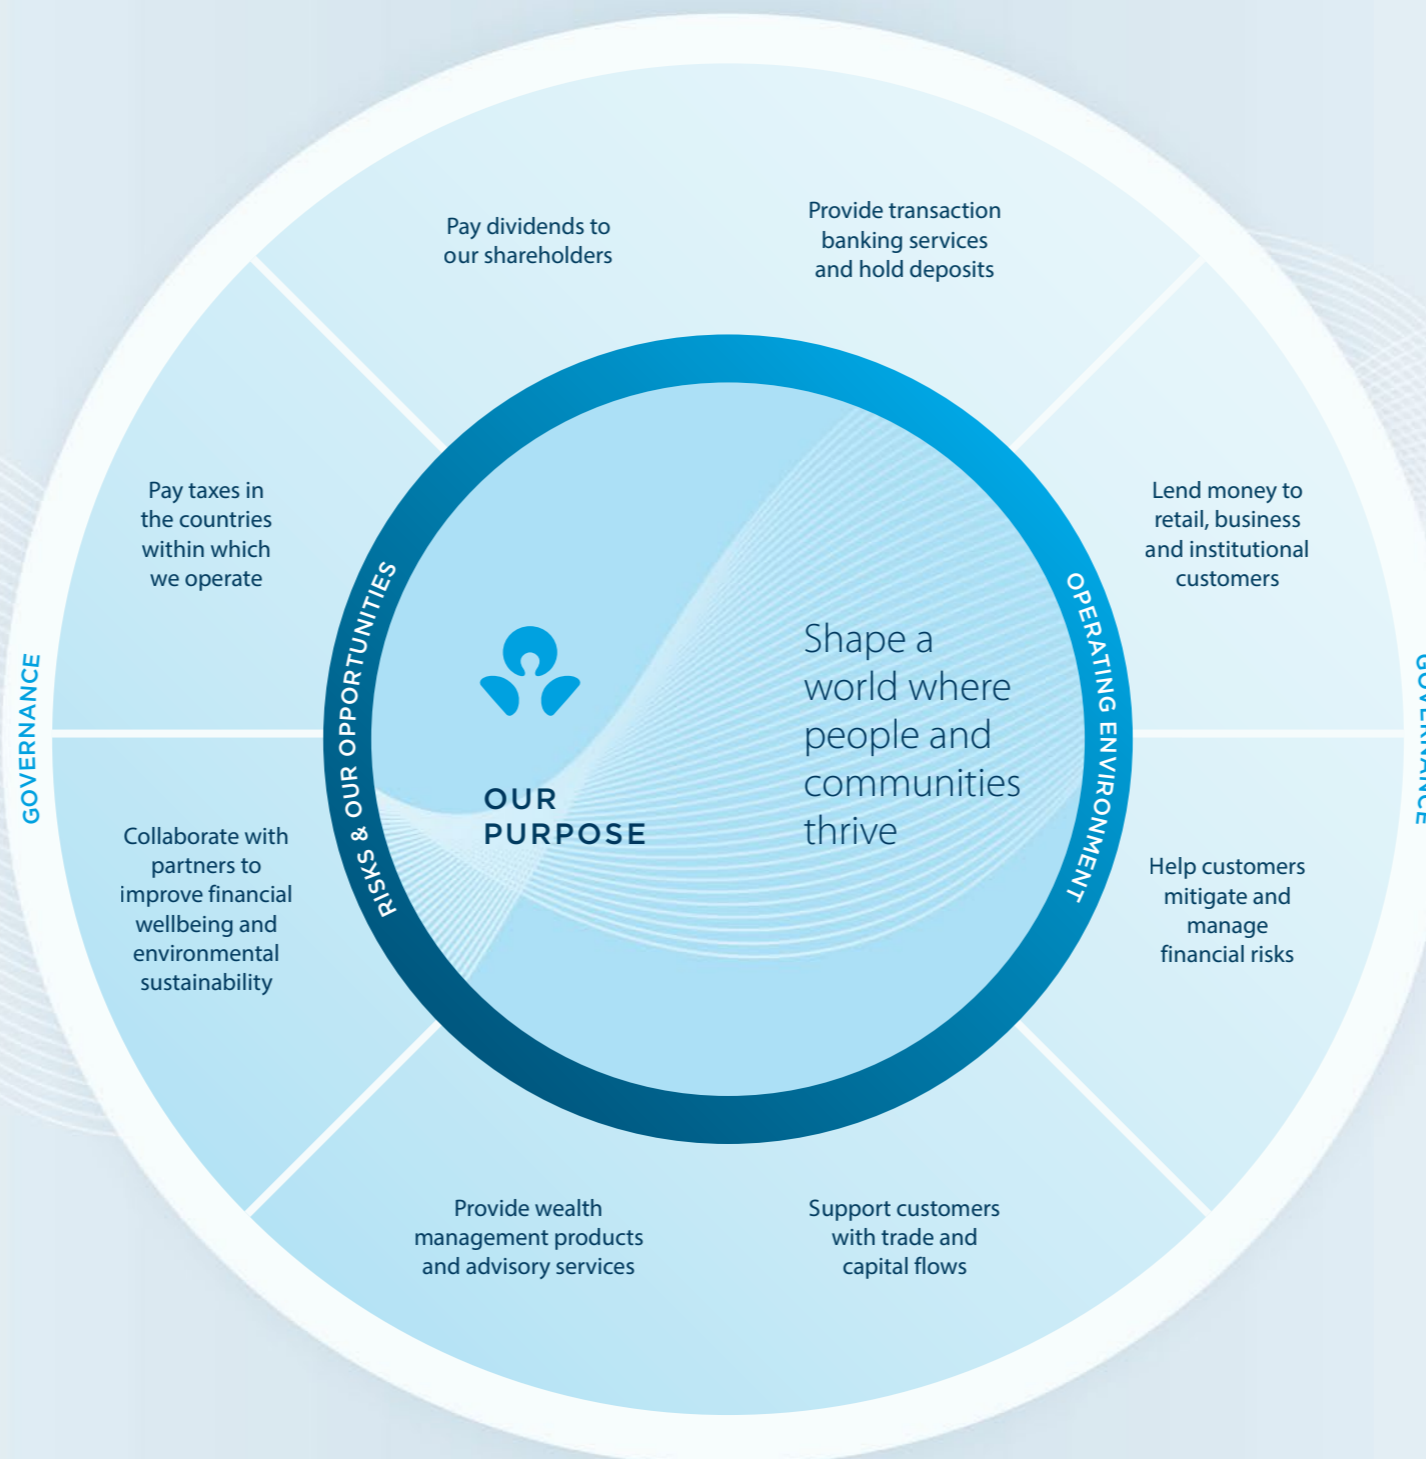 Pay dividends to
our shareholders
Provide transaction
banking services
and hold deposits
Pay taxes in
the countries
within which
we operate
Lend money to
retail, business
and institutional
customers
GOVERNANCE
RISKS & OUR OPPORTUNITIES
OUR
PURPOSE
Shape a
world where
people and
communities
thrive
OPERATING ENVIRONMENT
GOVERNANCE
Collaborate with
partners to
improve financial
wellbeing and
environmental
sustainability
Help customers
mitigate and
manage
financial risks
Provide wealth
management products
and advisory services
Support customers
with trade and
capital flows